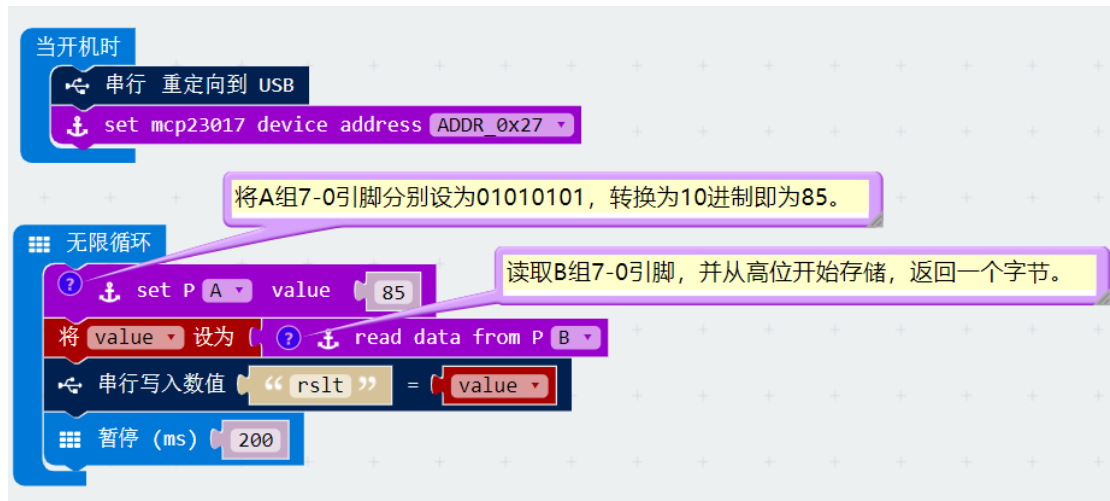 当开机时
串行 重定向到 USB
set mcp23017 device address ADDR_0x27
将A组7-0引脚分别设为01010101，转换为10进制即为85。
无限循环
读取B组7-0引脚，并从高位开始存储，返回一个字节。
? set P A value 85
将 value 设为 ? read data from P B
串行写入数值 “ rslt ” = value
暂停 (ms) 200